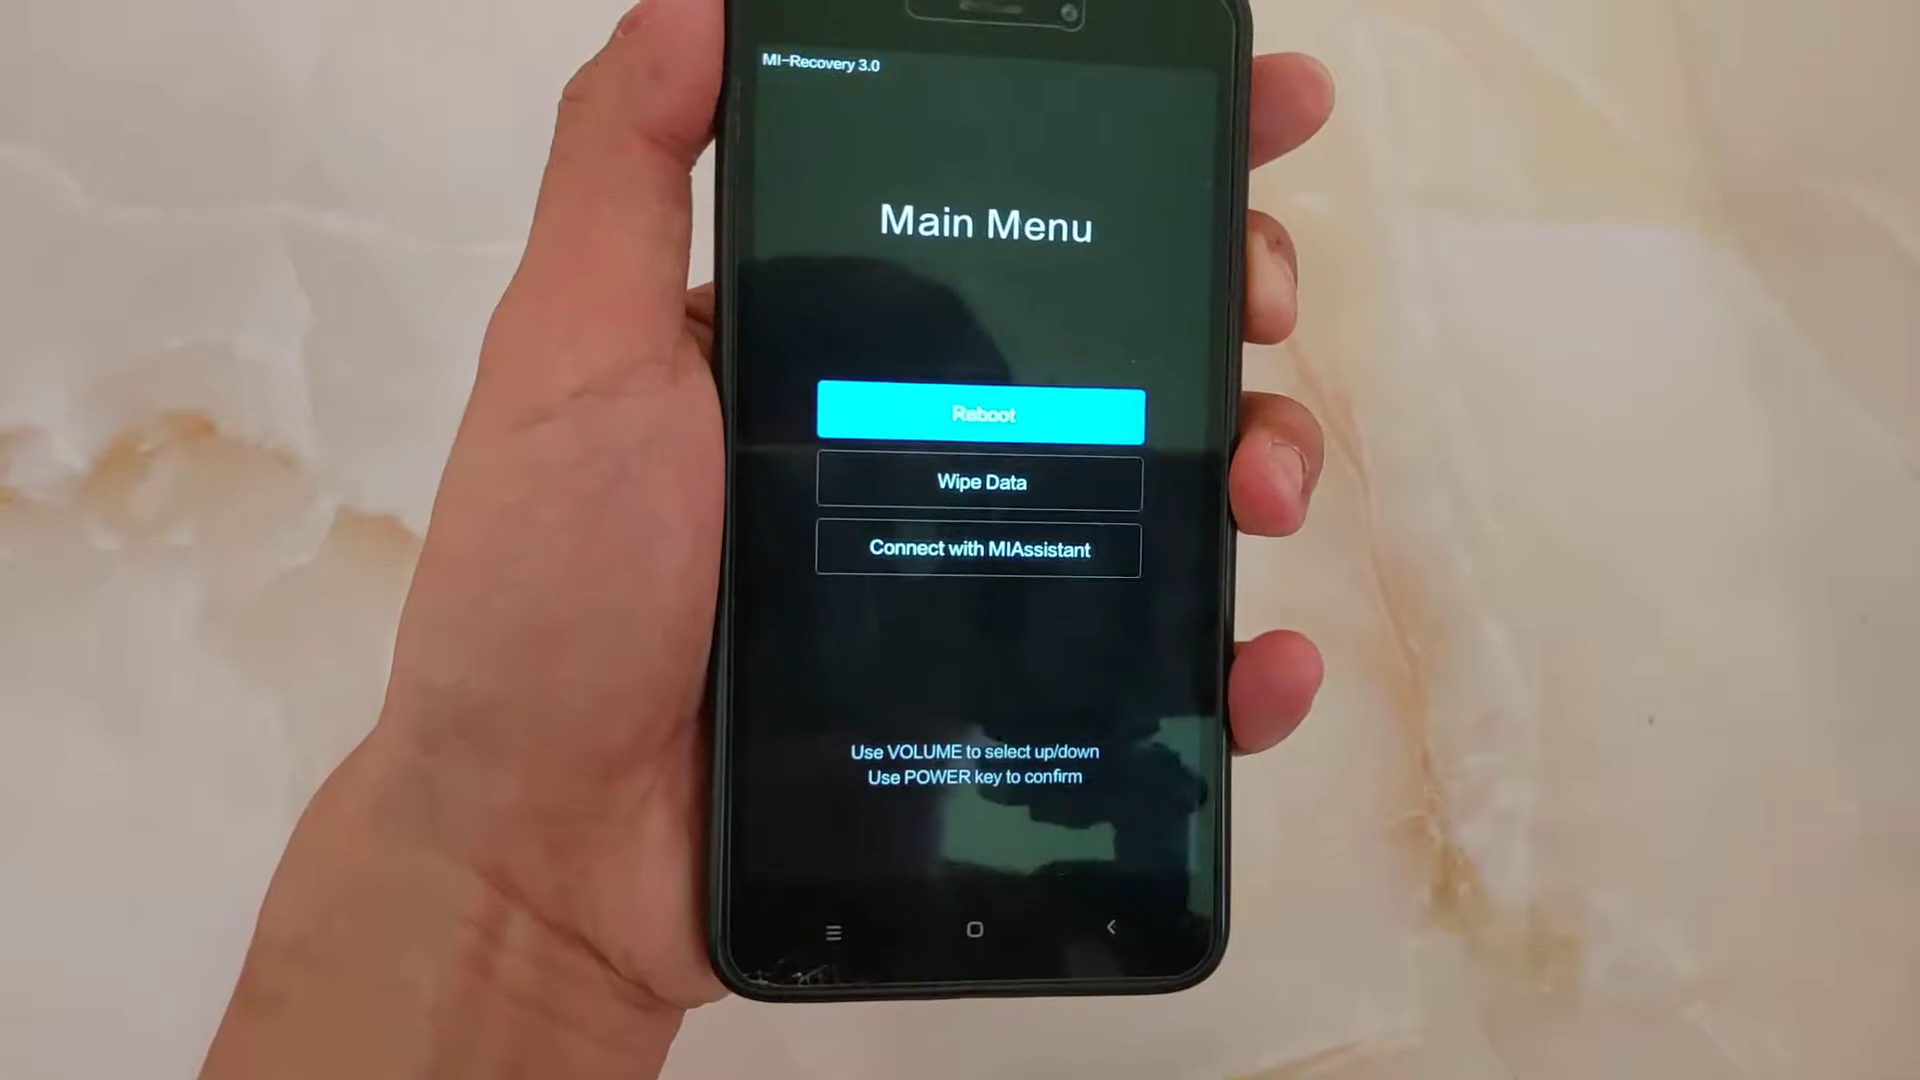 MI-Recovery 3.0
Main Menu
Reboot
Wipe Data
Connect with MIAssistant
Use VOLUME to select up/down
Use POWER key to confirm